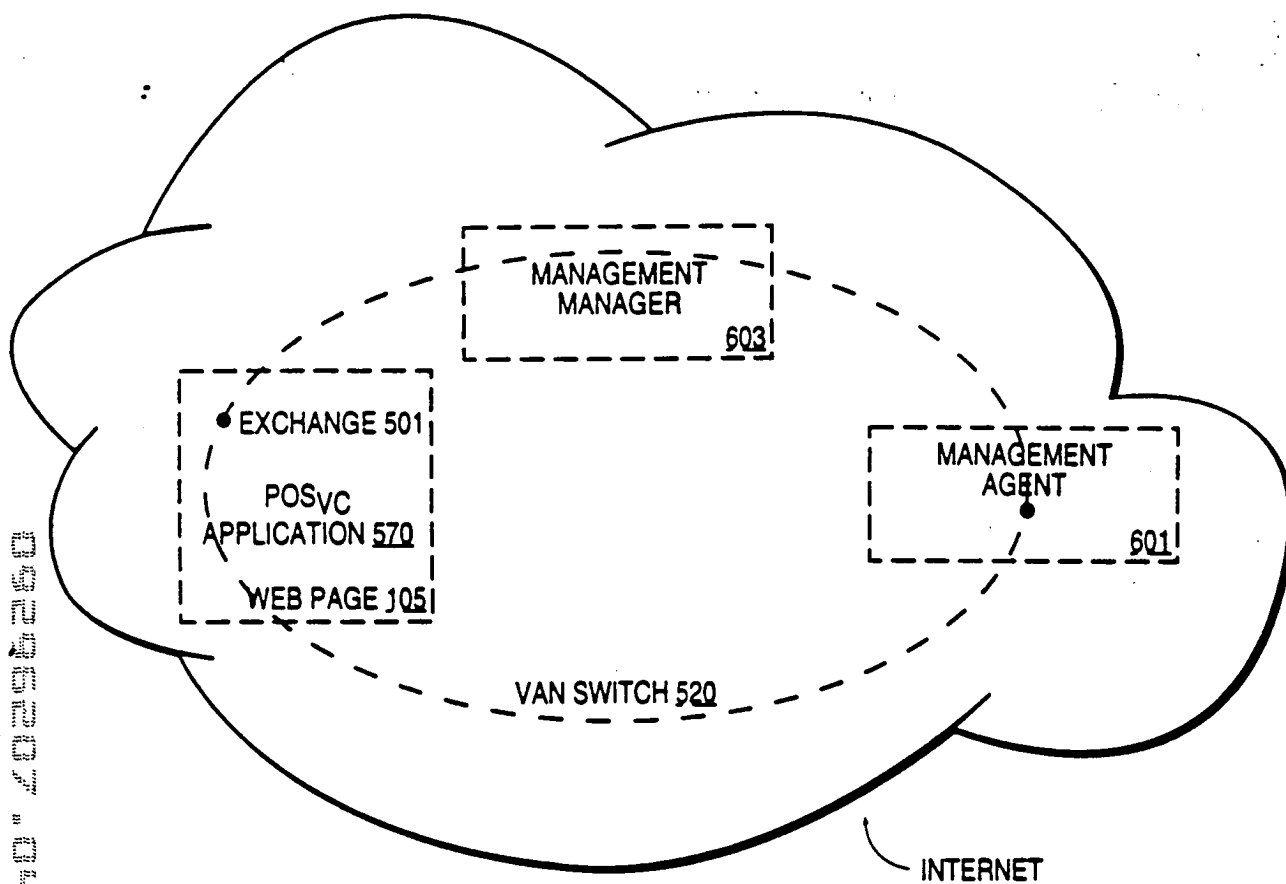 MANAGEMENT
MANAGER
603
EXCHANGE 501
POSVC
APPLICATION 570
WEB PAGE 105
MANAGEMENT
AGENT
601
VAN SWITCH 520
INTERNET